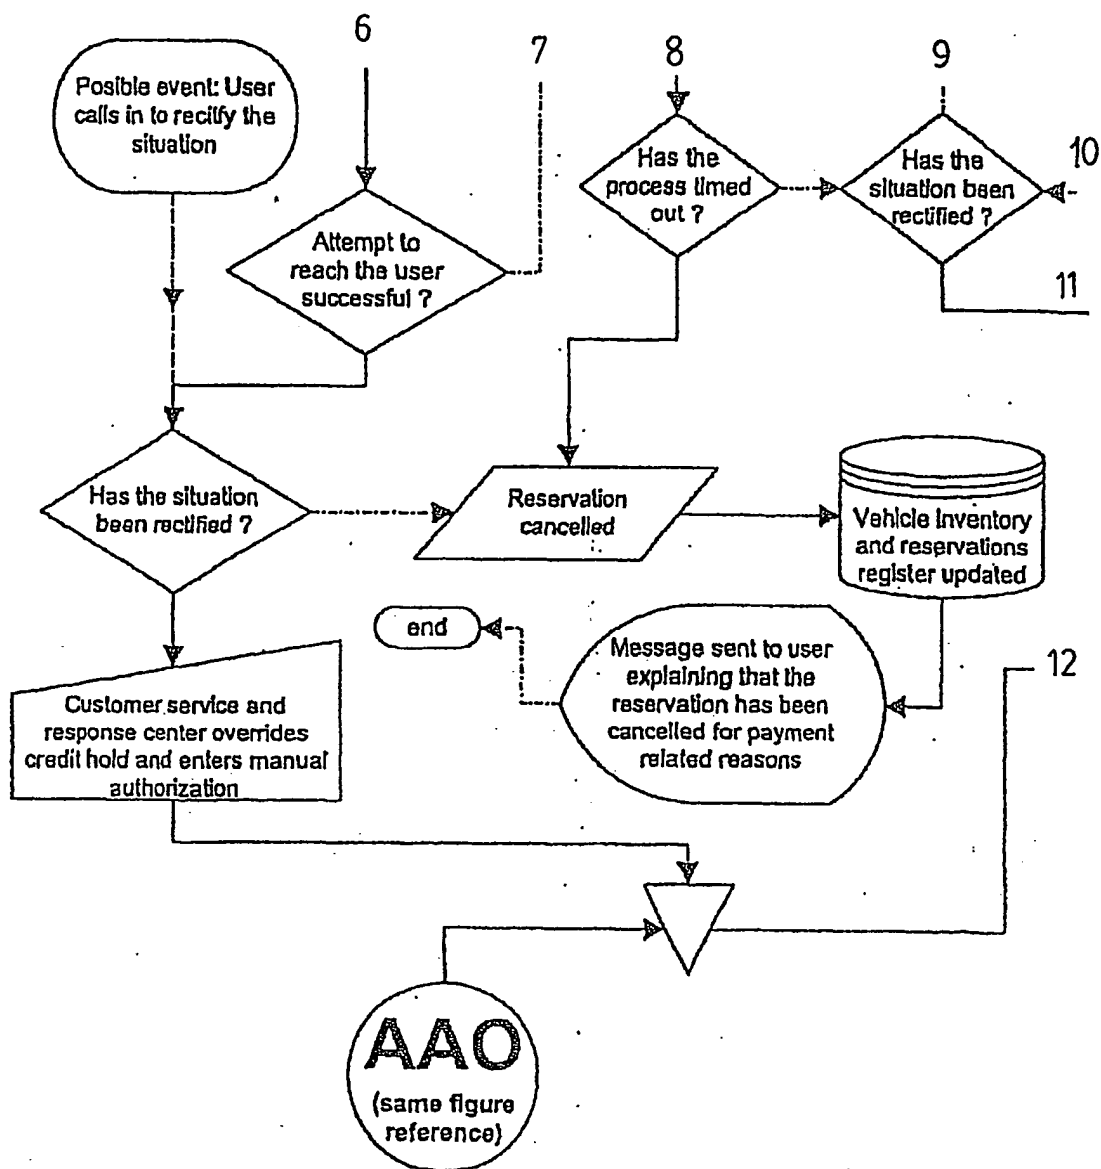 6
7
8
9
Posible event: User
calls in to recify the
situation
Has the
process timed
out ?
Has the
situation been
rectified ?
10
Attempt to
reach the user
successful ?
11
Has the situation
been rectified ?
Reservation
cancelled
Vehicle Inventory
and reservations
register updated
end
Message sent to user
explaining that the
reservation has been
cancelled for payment
related reasons
12
Customer service and
response center overrides
credit hold and enters manual
authorization
AAO
(same figure
reference)